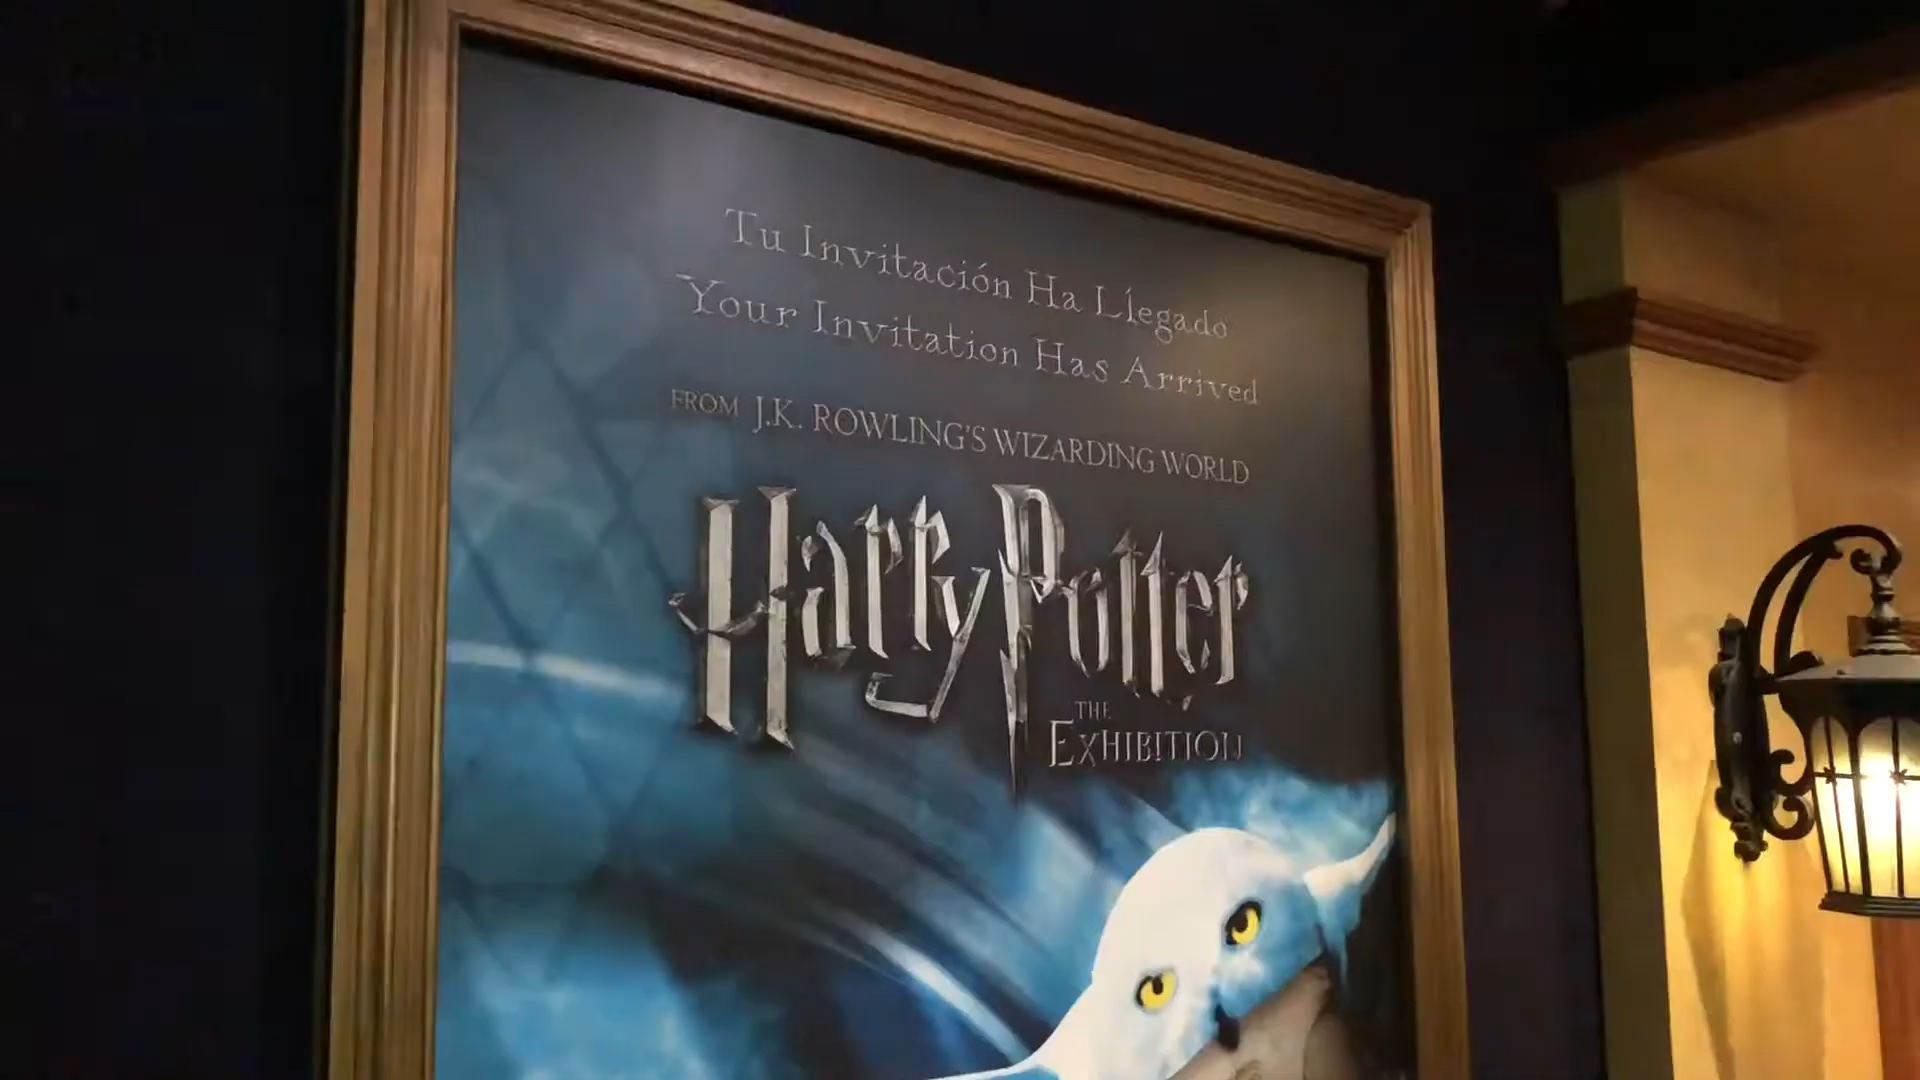 Tu Invitación Ha Llegado
Your Invitation Has Arrived
FROM J.K. ROWLING'S WIZARDING WORLD
Harry Potter
THE
EXHIBITION